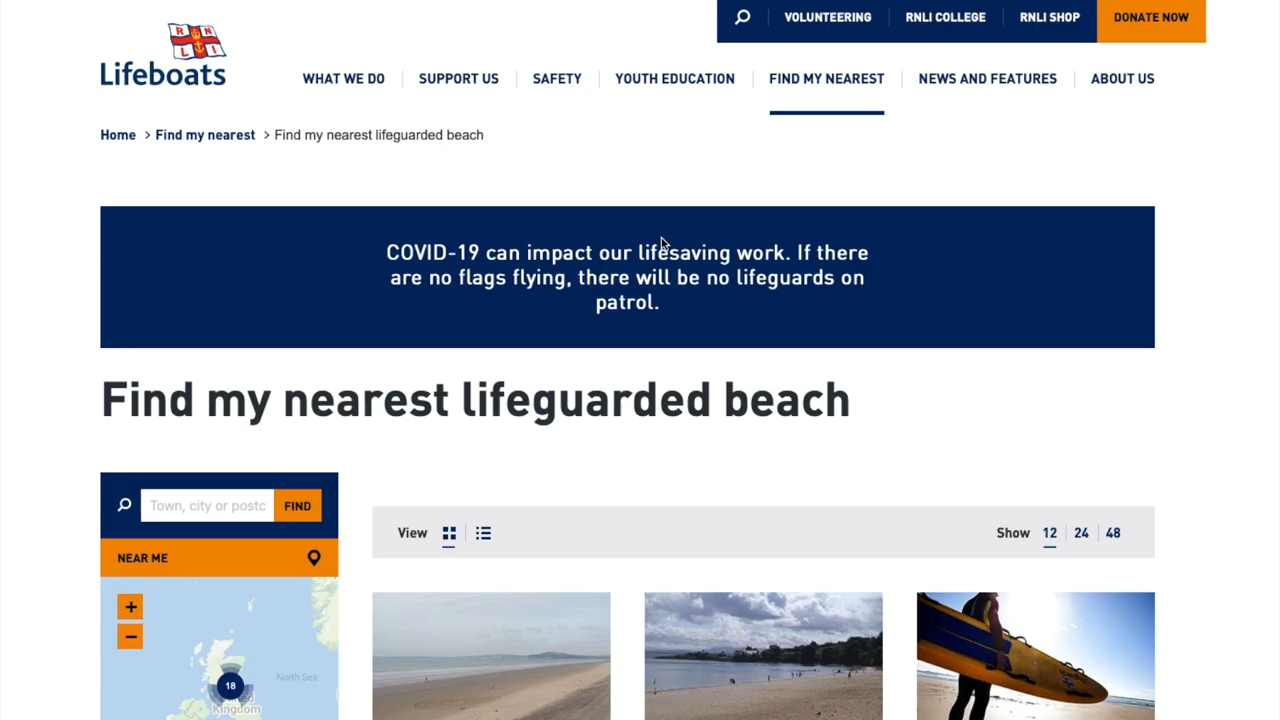 VOLUNTEERING
RNLI COLLEGE
RNLI SHOP
DONATE NOW
R N
L I
Lifeboats
WHAT WE DO
SUPPORT US
SAFETY
YOUTH EDUCATION
FIND MY NEAREST
NEWS AND FEATURES
ABOUT US
Home > Find my nearest > Find my nearest lifeguarded beach
COVID-19 can impact our lifesaving work. If there
are no flags flying, there will be no lifeguards on
patrol.
Find my nearest lifeguarded beach
Town, city or postc
FIND
View
Show 12 24 48
NEAR ME
+
−
North Sea
18
Kingdom